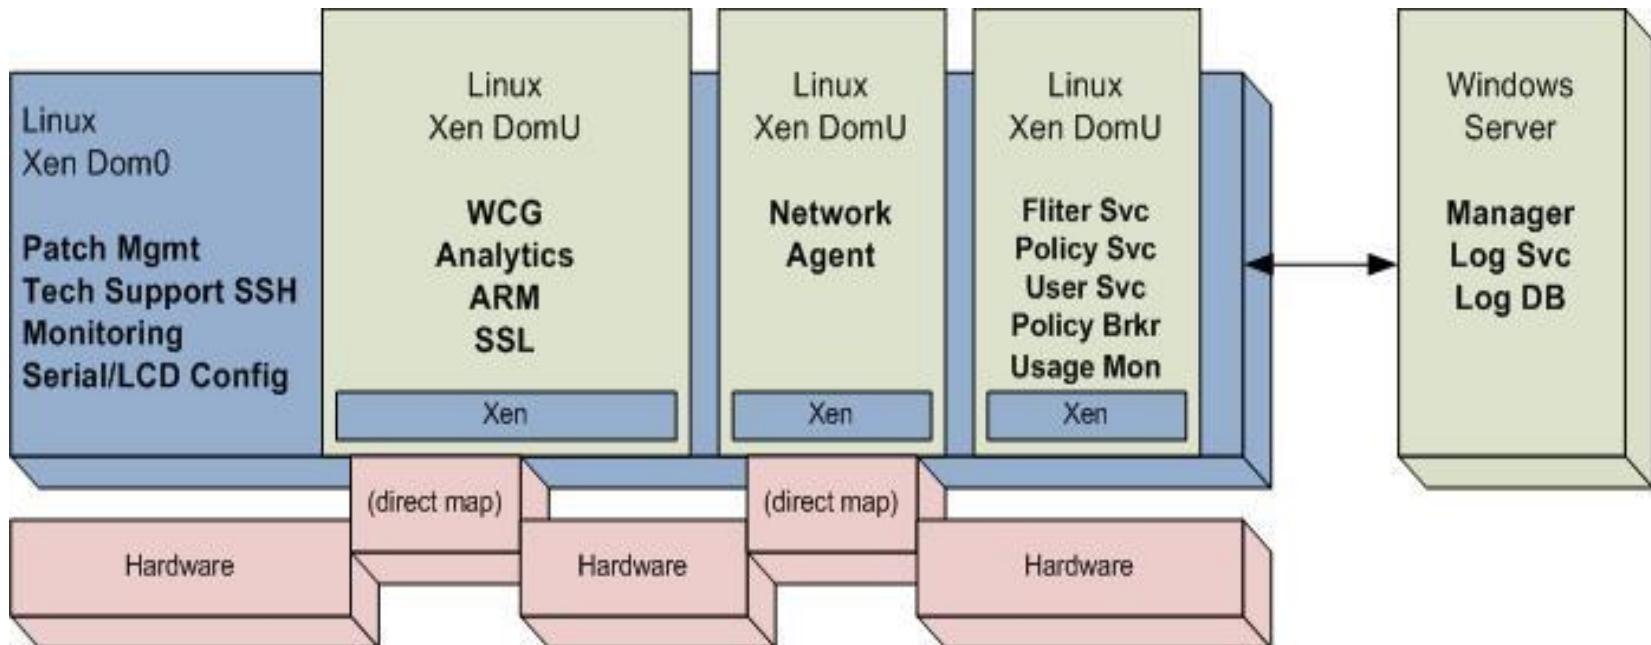 Linux
Xen Dom0
Patch Mgmt
Tech Support SSH
Monitoring
Serial/LCD Config
Linux
Xen DomU
WCG
Analytics
ARM
SSL
Xen
Linux
Xen DomU
Network
Agent
Xen
Linux
Xen DomU
Fliter Svc
Policy Svc
User Svc
Policy Brkr
Usage Mon
Xen
Windows
Server
Manager
Log Svc
Log DB
(direct map)
(direct map)
Hardware
Hardware
Hardware